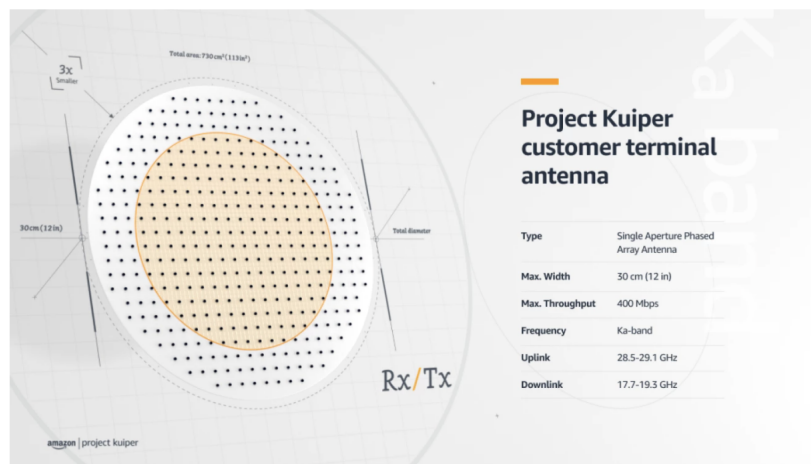 Total area: 730cm² (113in²)
3x
Smaller
30cm (12in)
Total diameter
Rx/Tx
amazon | project kuiper
Ka band
Project Kuiper
customer terminal
antenna
Type Single Aperture Phased
Array Antenna
Max. Width 30 cm (12 in)
Max. Throughput 400 Mbps
Frequency Ka-band
Uplink 28.5-29.1 GHz
Downlink 17.7-19.3 GHz